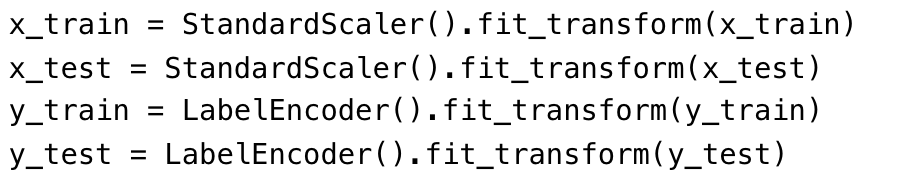 x_train = StandardScaler().fit_transform(x_train)
x_test = StandardScaler().fit_transform(x_test)
y_train = LabelEncoder().fit_transform(y_train)
y_test = LabelEncoder().fit_transform(y_test)